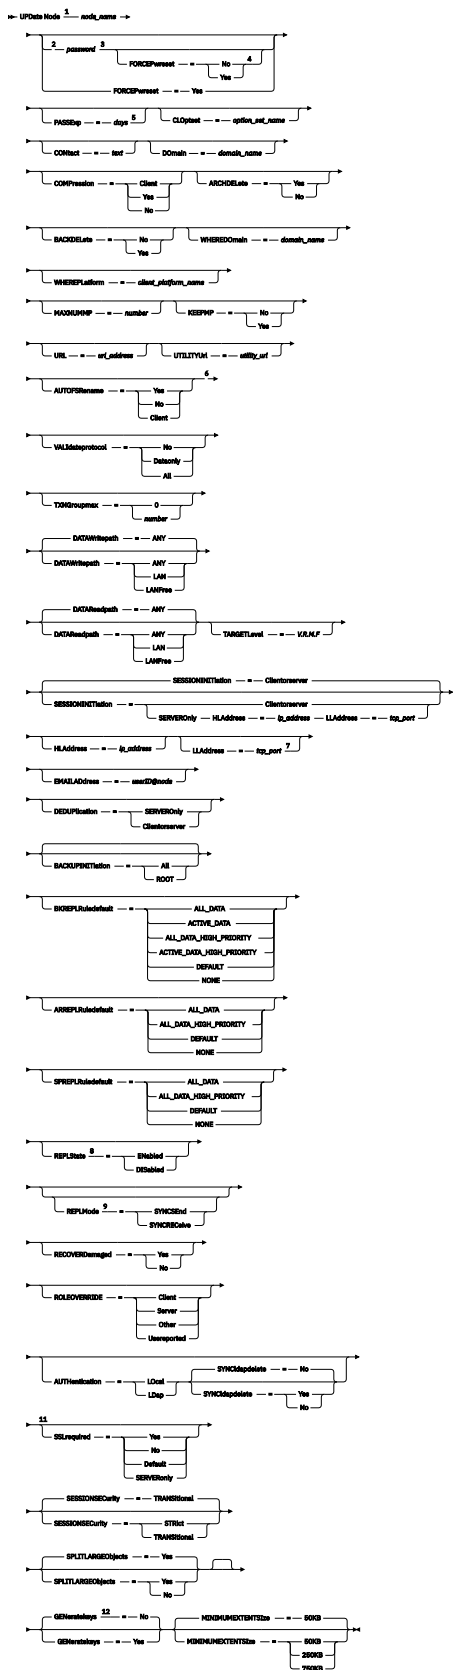 UPDate Node 1 — node_name +
2 password 3
FORCEPwreset = No 4
Yes
FORCEPwreset = Yes
PASSExp = days 5 CLOptset = option_set_name
CONtact = text DOmain = domain_name
COMPression = Client ARCHDELete = Yes
Yes No
No
BACKDELete = No WHEREDOmain = domain_name
Yes
WHEREPLatform = client_platform_name
MAXNUMMP = number KEEPMP = No
Yes
URL = url_address UTILITYUrl = utility_url
6
AUTOFSRename = Yes
No
Client
VALIdateprotocol = No
Dataonly
All
TXNGroupmax = 0
number
DATAWritepath = ANY
DATAWritepath = ANY
LAN
LANFree
DATAReadpath = ANY
DATAReadpath = ANY TARGETLevel = V.R.M.F
LAN
LANFree
SESSIONINITiation = Clientorserver
SESSIONINITiation = Clientorserver
SERVEROnly HLAddress = ip_address LLAddress = tcp_port
HLAddress = ip_address LLAddress = tcp_port 7
EMAILADdress = userID@node
DEDUPlication = SERVEROnly
Clientorserver
BACKUPINITiation = All
ROOT
BKREPLRuledefault = ALL_DATA
ACTIVE_DATA
ALL_DATA_HIGH_PRIORITY
ACTIVE_DATA_HIGH_PRIORITY
DEFAULT
NONE
ARREPLRuledefault = ALL_DATA
ALL_DATA_HIGH_PRIORITY
DEFAULT
NONE
SPREPLRuledefault = ALL_DATA
ALL_DATA_HIGH_PRIORITY
DEFAULT
NONE
REPLState 8 = ENabled
DISabled
REPLMode 9 = SYNCSEnd
SYNCRECeive
RECOVERDamaged = Yes
No
ROLEOVERRIDE = Client
Server
Other
Usereported
SYNCldapdelete = No
AUTHentication = LOcal
LDap SYNCldapdelete = Yes
No
11
SSLrequired = Yes
No
Default
SERVERonly
SESSIONSECurity = TRANSitional
SESSIONSECurity = STRict
TRANSitional
SPLITLARGEObjects = Yes
SPLITLARGEObjects = Yes
No
GENeratekeys 12 = No MINIMUMEXTENTSIze = 50KB
GENeratekeys = Yes MINIMUMEXTENTSIze = 50KB
250KB
750KB